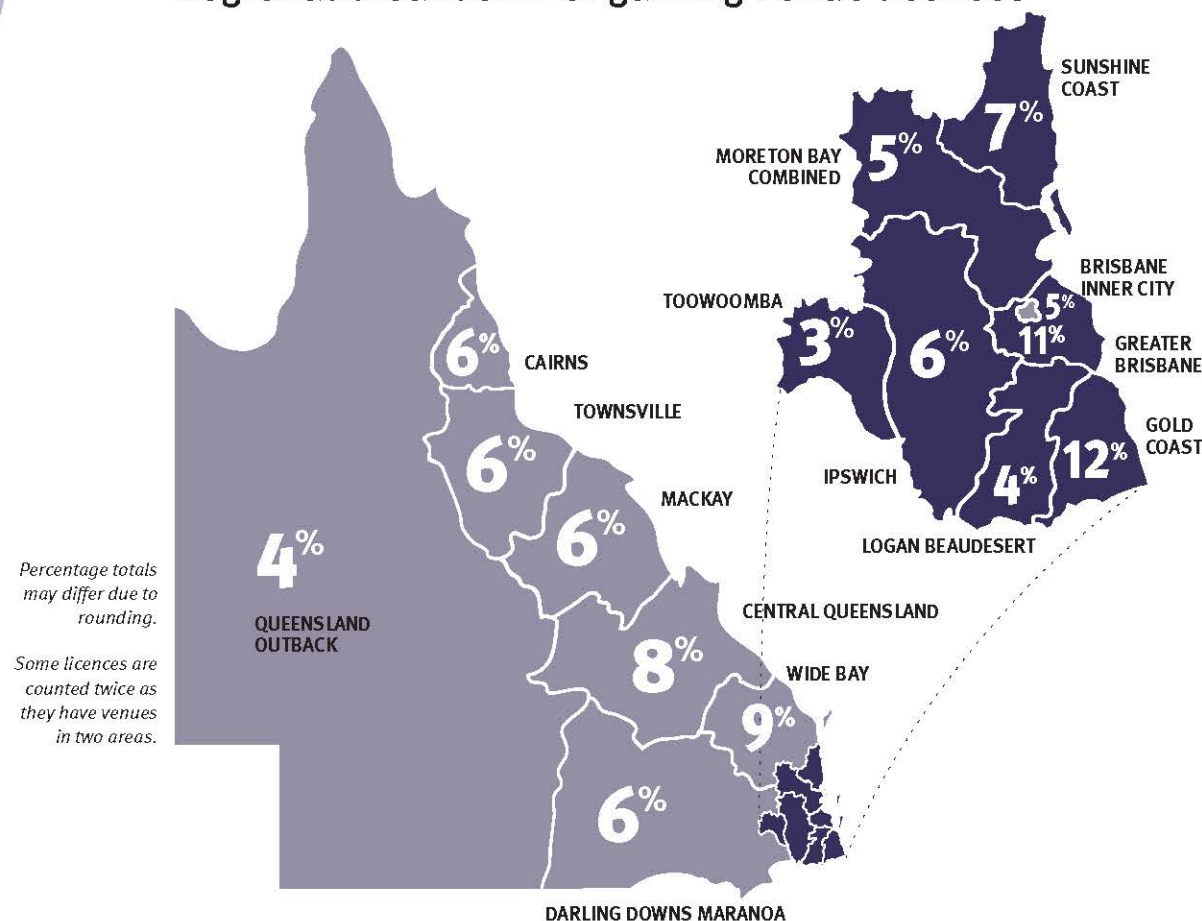 SUNSHINE
COAST
7%
MORETON BAY
COMBINED
5%
BRISBANE
INNER CITY
5%
TOOWOOMBA
3%
6%
11%
GREATER
BRISBANE
6%
CAIRNS
TOWNSVILLE
GOLD
COAST
12%
IPSWICH
4%
6%
MACKAY
6%
LOGAN BEAUDESERT
4%
Percentage totals
may differ due to
rounding.
QUEENSLAND
OUTBACK
CENTRAL QUEENSLAND
8%
WIDE BAY
9%
Some licences are
counted twice as
they have venues
in two areas.
6%
DARLING DOWNS MARANOA